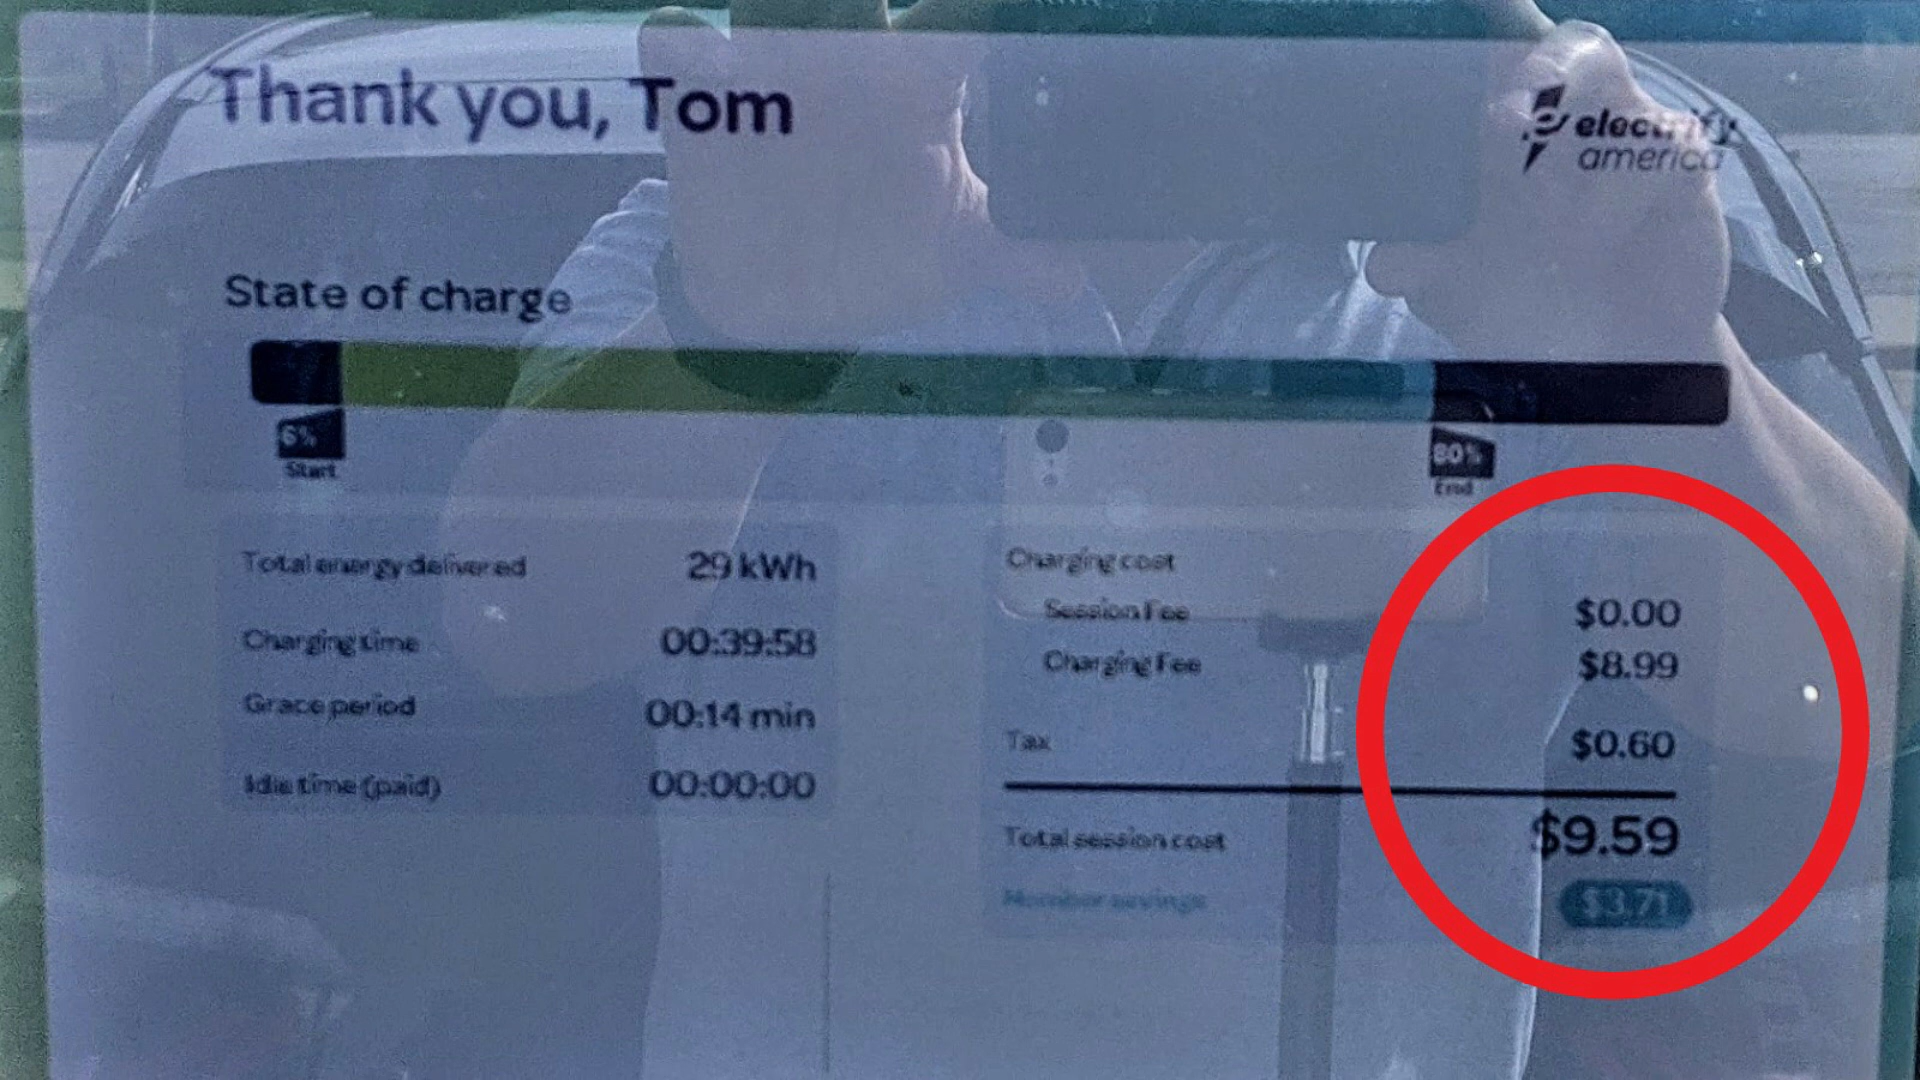 Thank you, Tom
electrify
america
State of charge
6%
Start
80%
End
Total energy delivered 29 kWh
Charging time 00:39:58
Grace period 00:14 min
Idle time (paid) 00:00:00
Charging cost
Session Fee $0.00
Charging Fee $8.99
Tax $0.60
Total session cost $9.59
Member savings $3.71